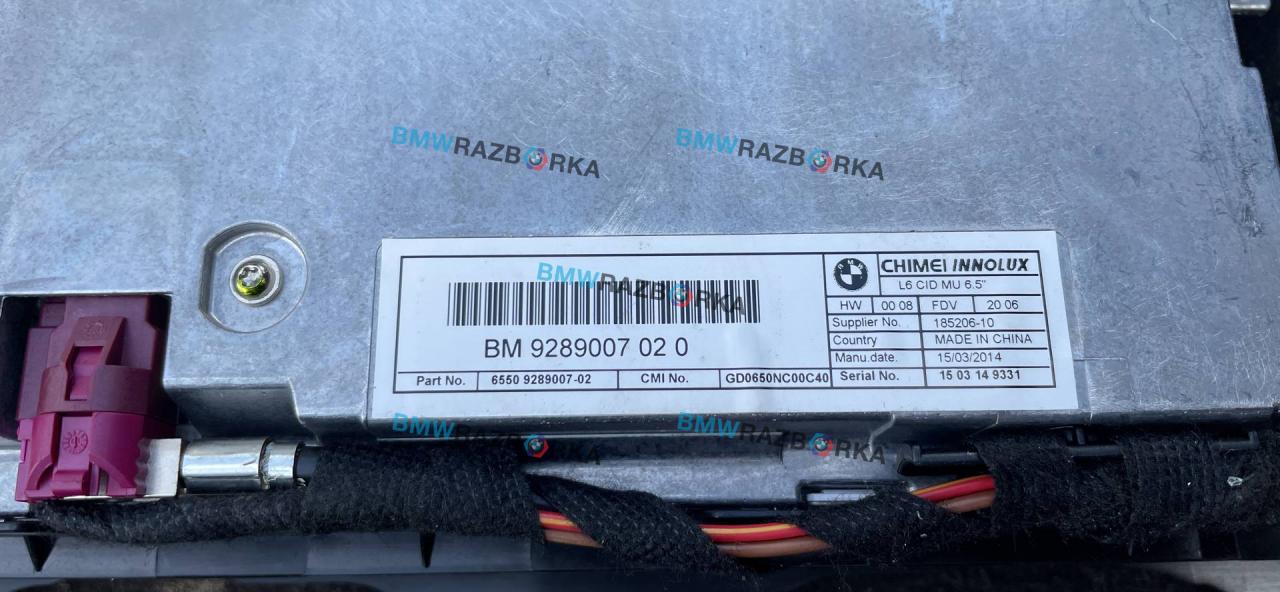 BMWRAZBORKA
BMWRAZBORKA
BMWRAZBORKA
BMW
CHIMEI INNOLUX
L6 CID MU 6.5"
HW 00 08 FDV 20 06
BM 9289007 02 0
Supplier No. 185206-10
Country MADE IN CHINA
Manu.date. 15/03/2014
Part No. 6550 9289007-02 CMI No. GD0650NC00C40 Serial No. 15 03 14 9331
BMWRAZBORKA
BMWRAZBORKA